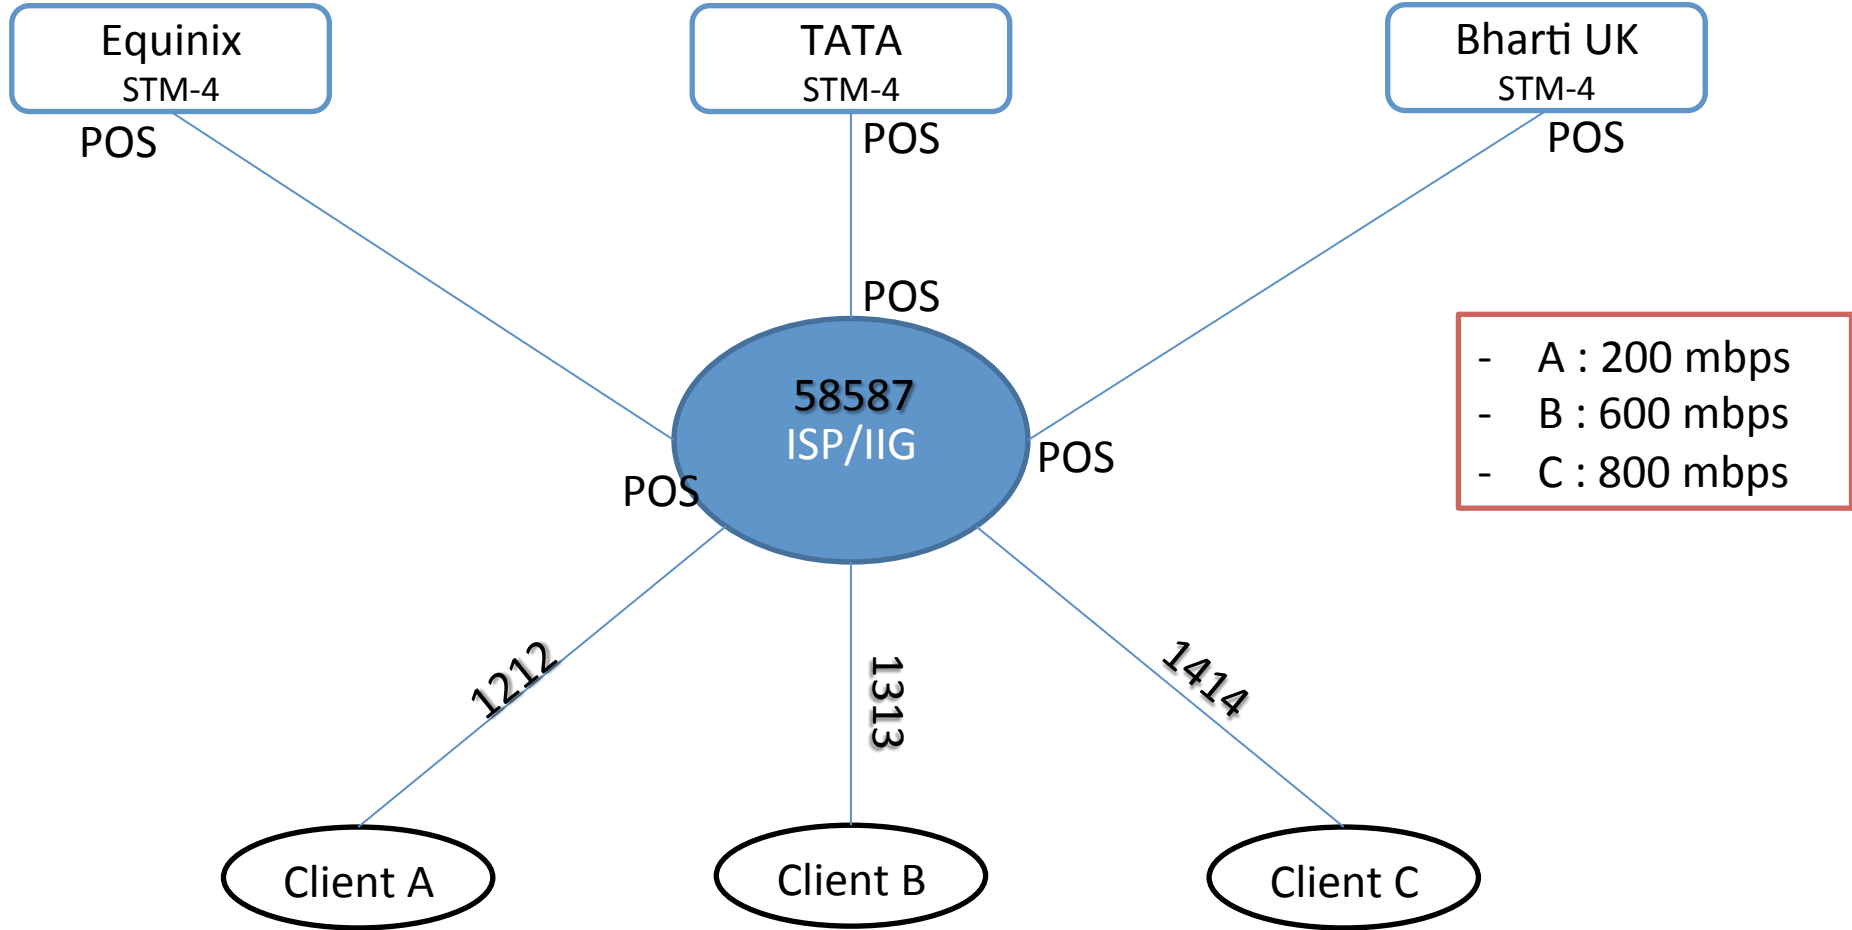 Equinix
STM-4
TATA
STM-4
Bharti UK
STM-4
POS
POS
POS
POS
58587
ISP/IIG
POS
POS
- A : 200 mbps
- B : 600 mbps
- C : 800 mbps
1212
1313
1414
Client A
Client B
Client C